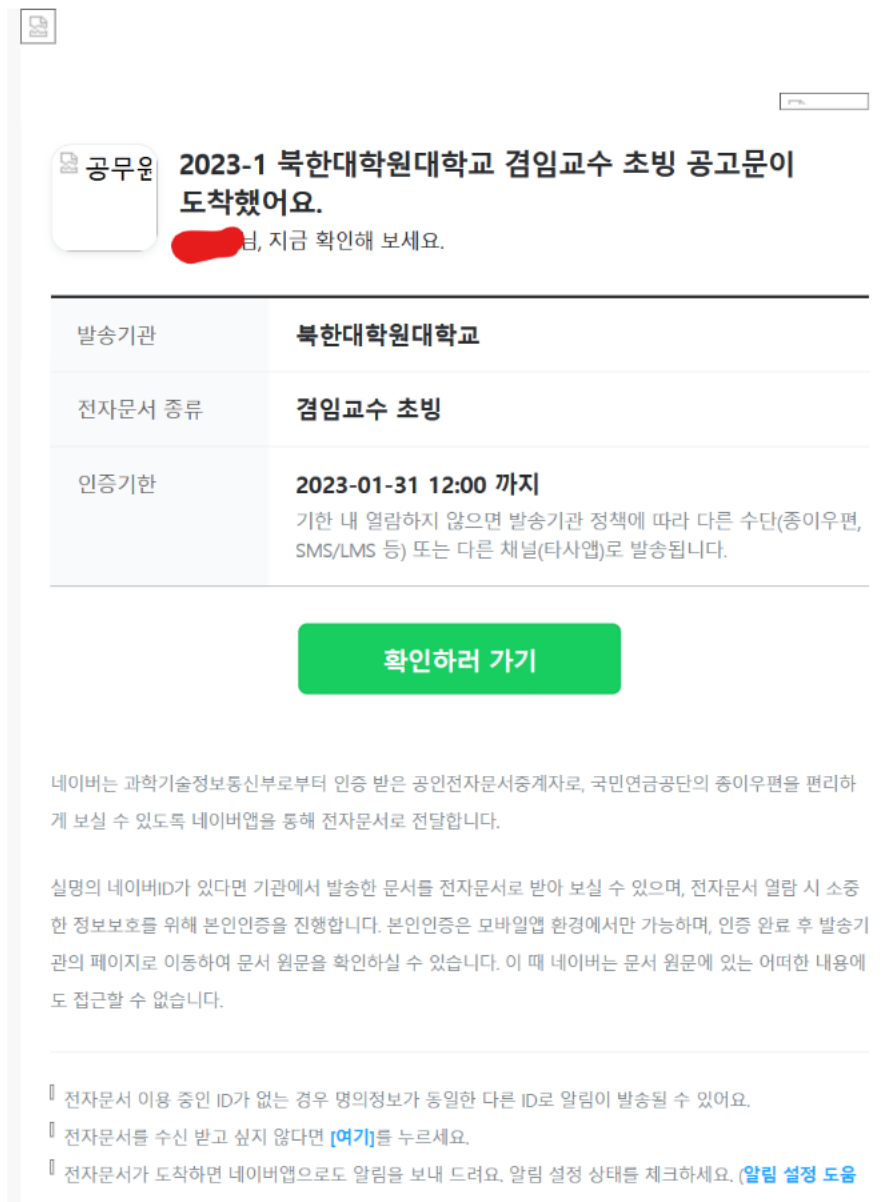 공무원
2023-1 북한대학원대학교 겸임교수 초빙 공고문이
도착했어요.
님, 지금 확인해 보세요.
발송기관
북한대학원대학교
전자문서 종류
겸임교수 초빙
인증기한
2023-01-31 12:00 까지
기한 내 열람하지 않으면 발송기관 정책에 따라 다른 수단(종이우편,
SMS/LMS 등) 또는 다른 채널(타사앱)로 발송됩니다.
확인하러 가기
네이버는 과학기술정보통신부로부터 인증 받은 공인전자문서중계자로, 국민연금공단의 종이우편을 편리하
게 보실 수 있도록 네이버앱을 통해 전자문서로 전달합니다.
실명의 네이버ID가 있다면 기관에서 발송한 문서를 전자문서로 받아 보실 수 있으며, 전자문서 열람 시 소중
한 정보보호를 위해 본인인증을 진행합니다. 본인인증은 모바일앱 환경에서만 가능하며, 인증 완료 후 발송기
관의 페이지로 이동하여 문서 원문을 확인하실 수 있습니다. 이 때 네이버는 문서 원문에 있는 어떠한 내용에
도 접근할 수 없습니다.
전자문서 이용 중인 ID가 없는 경우 명의정보가 동일한 다른 ID로 알림이 발송될 수 있어요.
전자문서를 수신 받고 싶지 않다면 [여기]를 누르세요.
전자문서가 도착하면 네이버앱으로도 알림을 보내 드려요. 알림 설정 상태를 체크하세요. (알림 설정 도움